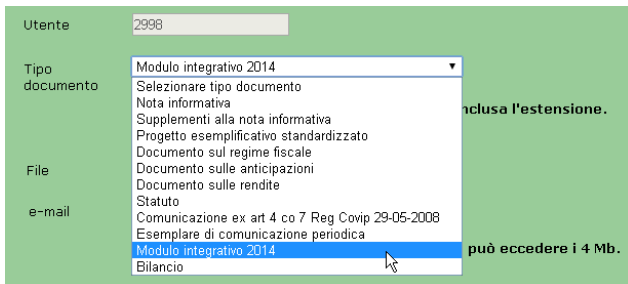 Utente 2998
Tipo documento Modulo integrativo 2014
Selezionare tipo documento
Nota informativa
Supplementi alla nota informativa
Progetto esemplificativo standardizzato
Documento sul regime fiscale
Documento sulle anticipazioni
Documento sulle rendite
Statuto
Comunicazione ex art 4 co 7 Reg Covip 29-05-2008
Esemplare di comunicazione periodica
Modulo integrativo 2014
Bilancio
inclusa l'estensione.
File
e-mail
può eccedere i 4 Mb.